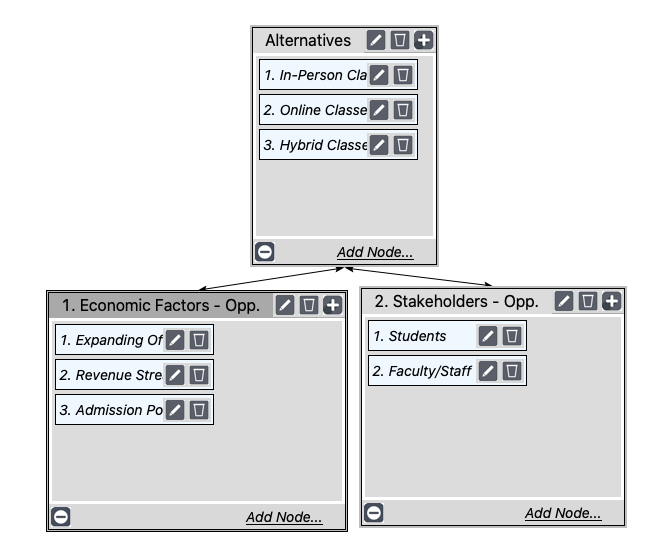 Alternatives
1. In-Person Cla
2. Online Classe
3. Hybrid Classe
Add Node...
1. Economic Factors - Opp.
1. Expanding Of
2. Revenue Stre
3. Admission Po
Add Node...
2. Stakeholders - Opp.
1. Students
2. Faculty/Staff
Add Node...